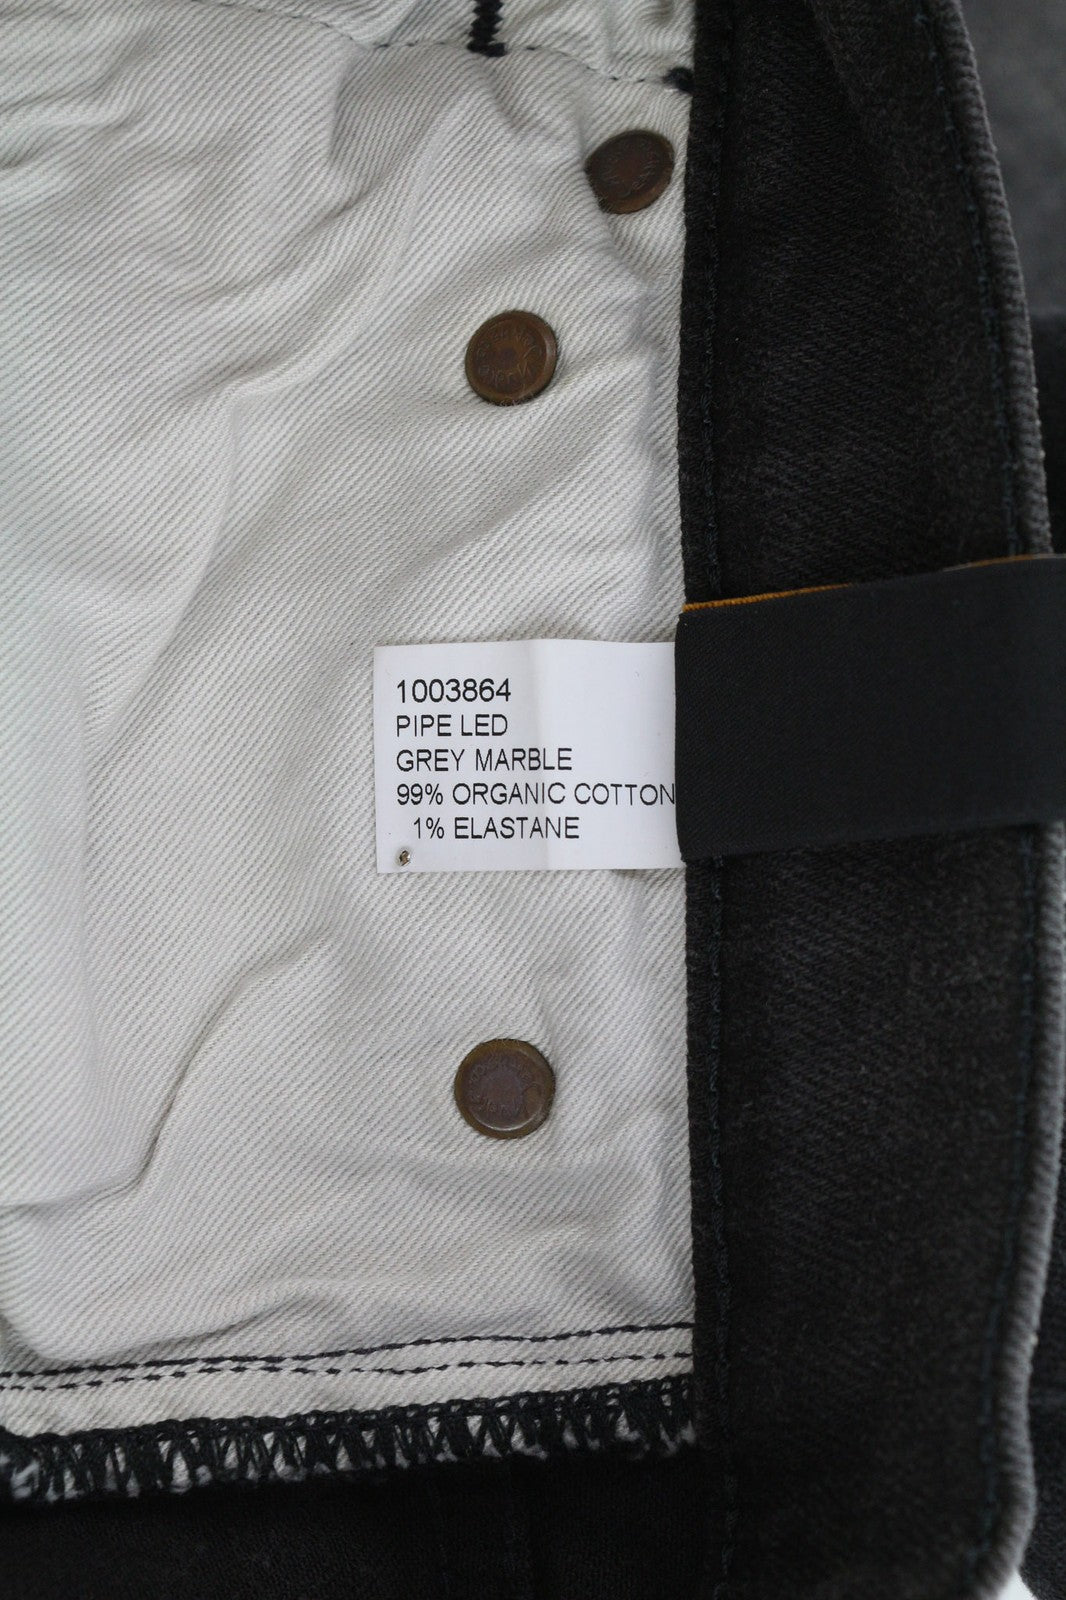 1003864
PIPE LED
GREY MARBLE
99% ORGANIC COTTON
1% ELASTANE